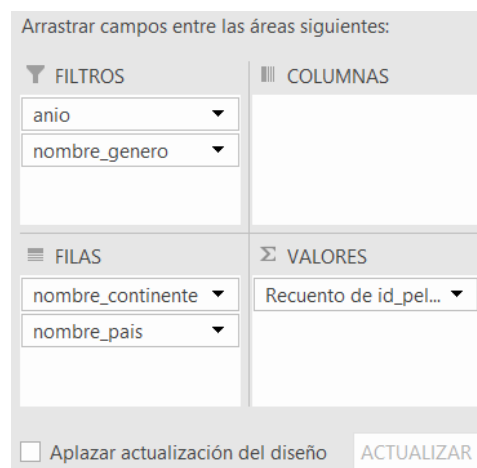 Arrastrar campos entre las áreas siguientes:
FILTROS
COLUMNAS
anio
nombre_genero
FILAS
Σ VALORES
nombre_continente
Recuento de id_pel...
nombre_pais
Aplazar actualización del diseño
ACTUALIZAR